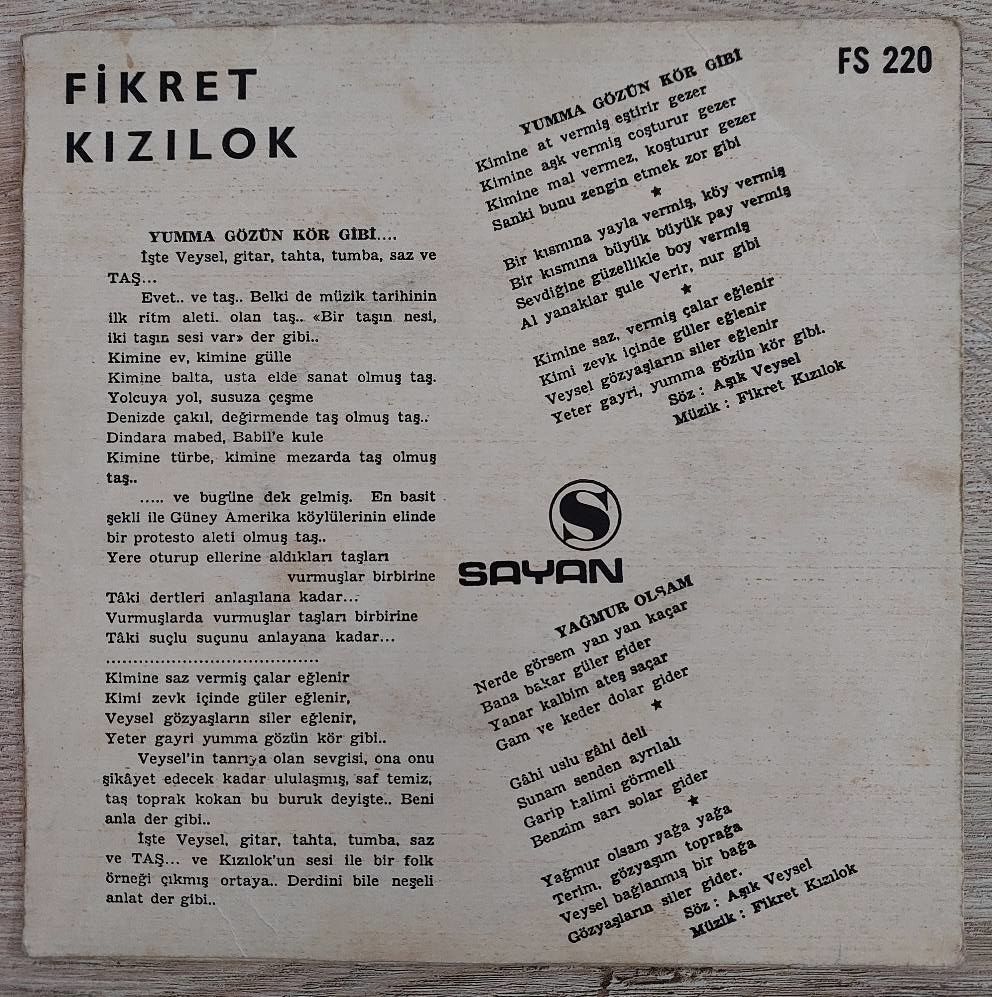 FİKRET
KIZILOK
YUMMA GÖZÜN KÖR GİBİ....
İşte Veysel, gitar, tahta, tumba, saz ve
TAŞ...
Evet.. ve taş.. Belki de müzik tarihinin
ilk ritm aleti. olan taş.. «Bir taşın nesi,
iki taşın sesi var» der gibi..
Kimine ev, kimine gülle
Kimine balta, usta elde sanat olmuş taş.
Yolcuya yol, susuza çeşme
Denizde çakıl, değirmende taş olmuş taş..
Dindara mabed, Babil'e kule
Kimine türbe, kimine mezarda taş olmuş
taş..
..... ve bugüne dek gelmiş. En basit
şekli ile Güney Amerika köylülerinin elinde
bir protesto aleti olmuş taş..
Yere oturup ellerine aldıkları taşları
vurmuşlar birbirine
Tâki dertleri anlaşılana kadar...
Vurmuşlarda vurmuşlar taşları birbirine
Tâki suçlu suçunu anlayana kadar...
......................................
Kimine saz vermiş çalar eğlenir
Kimi zevk içinde güler eğlenir,
Veysel gözyaşların siler eğlenir,
Yeter gayri yumma gözün kör gibi..
Veysel'in tanrıya olan sevgisi, ona onu
şikâyet edecek kadar ululaşmış, saf temiz,
taş toprak kokan bu buruk deyişte.. Beni
anla der gibi..
İşte Veysel, gitar, tahta, tumba, saz
ve TAŞ... ve Kızılok'un sesi ile bir folk
örneği çıkmış ortaya.. Derdini bile neşeli
anlat der gibi..
FS 220
YUMMA GÖZÜN KÖR GİBİ
Kimine at vermiş eştirir gezer
Kimine aşk vermiş coşturur gezer
Kimine mal vermez, koşturur gezer
Sanki bunu zengin etmek zor gibi
★
Bir kısmına yayla vermiş, köy vermiş
Bir kısmına büyük büyük pay vermiş
Sevdiğine güzellikle boy vermiş
Al yanaklar şule Verir, nur gibi
★
Kimine saz, vermiş çalar eğlenir
Kimi zevk içinde güler eğlenir
Veysel gözyaşların siler eğlenir
Yeter gayri, yumma gözün kör gibi.
Söz : Aşık Veysel
Müzik : Fikret Kızılok
S
SAYAN
YAĞMUR OLSAM
Nerde görsem yan yan kaçar
Bana bakar güler gider
Yanar kalbim ateş saçar
Gam ve keder dolar gider
★
Gâhi uslu gâhi deli
Sunam senden ayrılalı
Garip halimi görmeli
Benzim sarı solar gider
★
Yağmur olsam yağa yağa
Terim, gözyaşım toprağa
Veysel bağlanmış bir bağa
Gözyaşların siler gider.
Söz : Aşık Veysel
Müzik : Fikret Kızılok